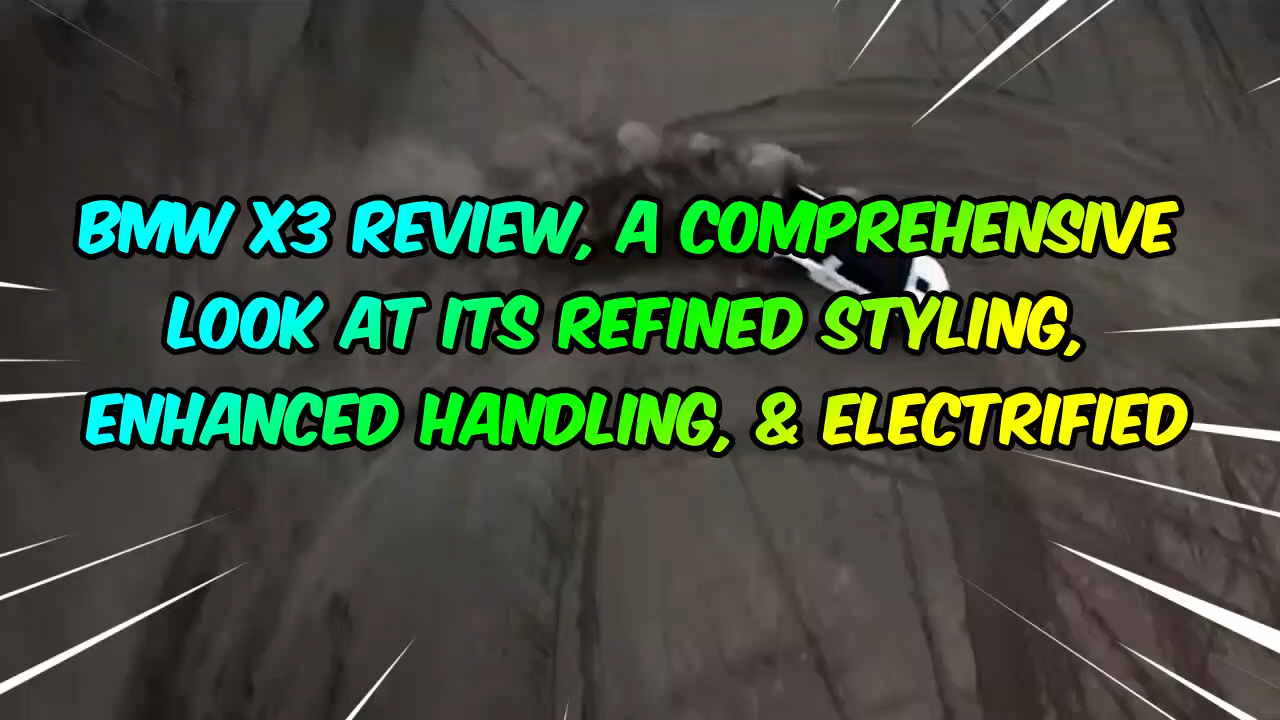 BMW X3 REVIEW, A COMPREHENSIVE
LOOK AT ITS REFINED STYLING,
ENHANCED HANDLING, & ELECTRIFIED